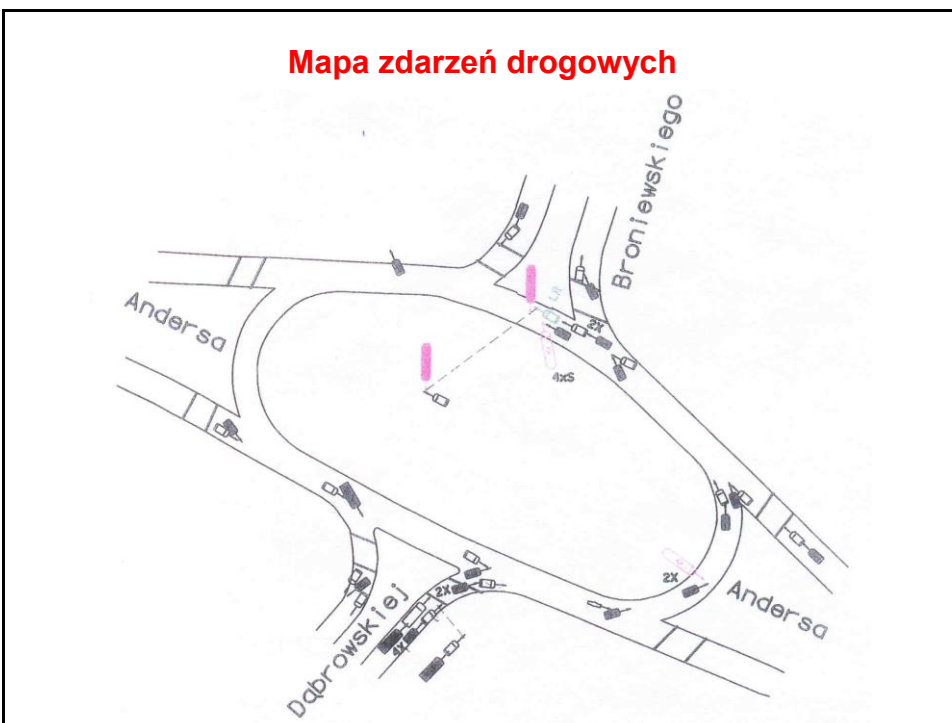 Mapa zdarzeń drogowych
Broniewskiego
Andersa
2X
4xS
2X
Andersa
2X
4X
Dąbrowskiej